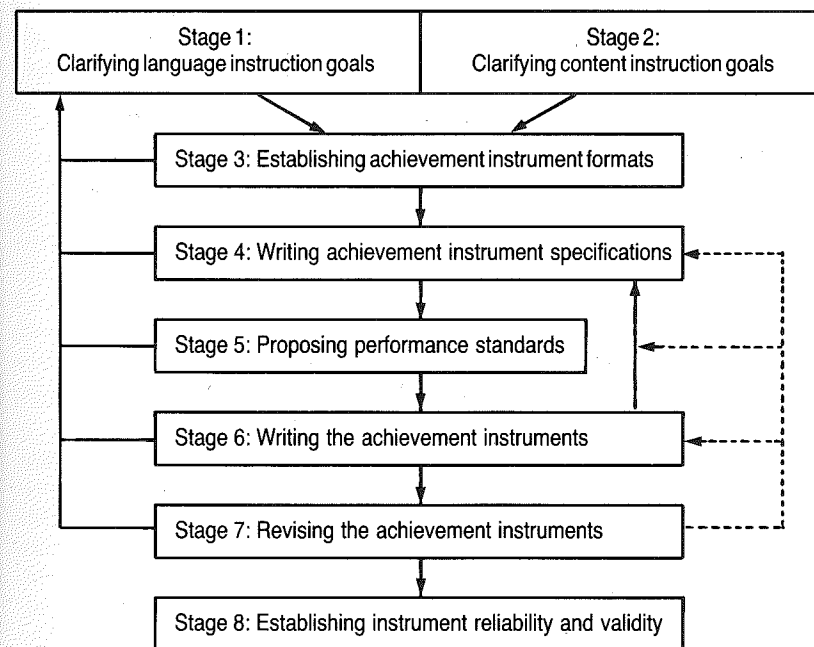 Stage 1:
Clarifying language instruction goals
Stage 2:
Clarifying content instruction goals
Stage 3: Establishing achievement instrument formats
Stage 4: Writing achievement instrument specifications
Stage 5: Proposing performance standards
Stage 6: Writing the achievement instruments
Stage 7: Revising the achievement instruments
Stage 8: Establishing instrument reliability and validity